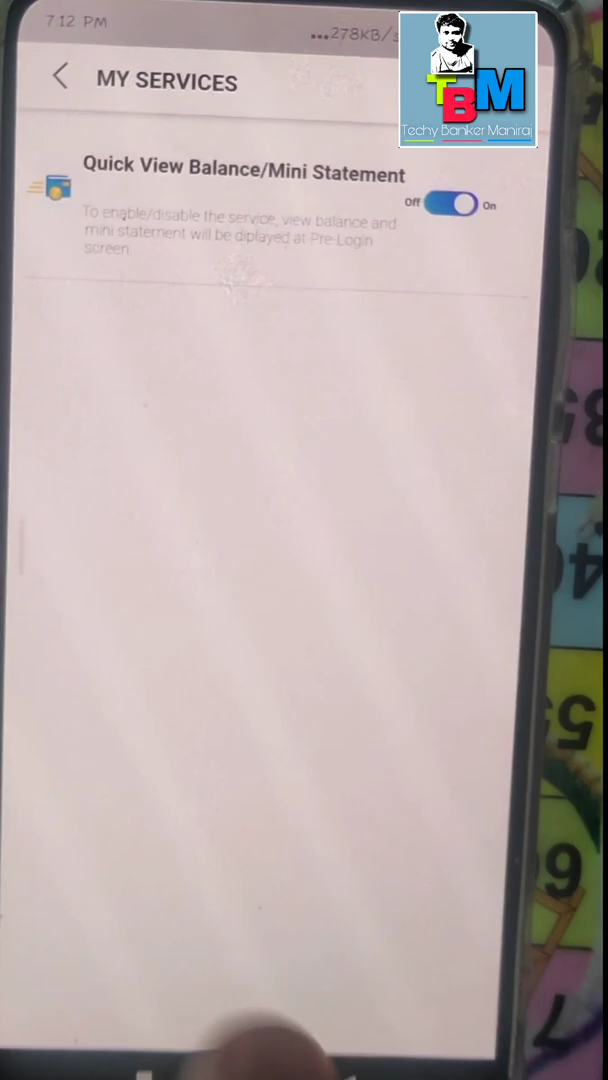 7:12 PM
...278KB/s
TBM
Techy Banker Maniraj
MY SERVICES
Quick View Balance/Mini Statement
Off
On
To enable/disable the service, view balance and
mini statement will be diplayed at Pre-Login
screen